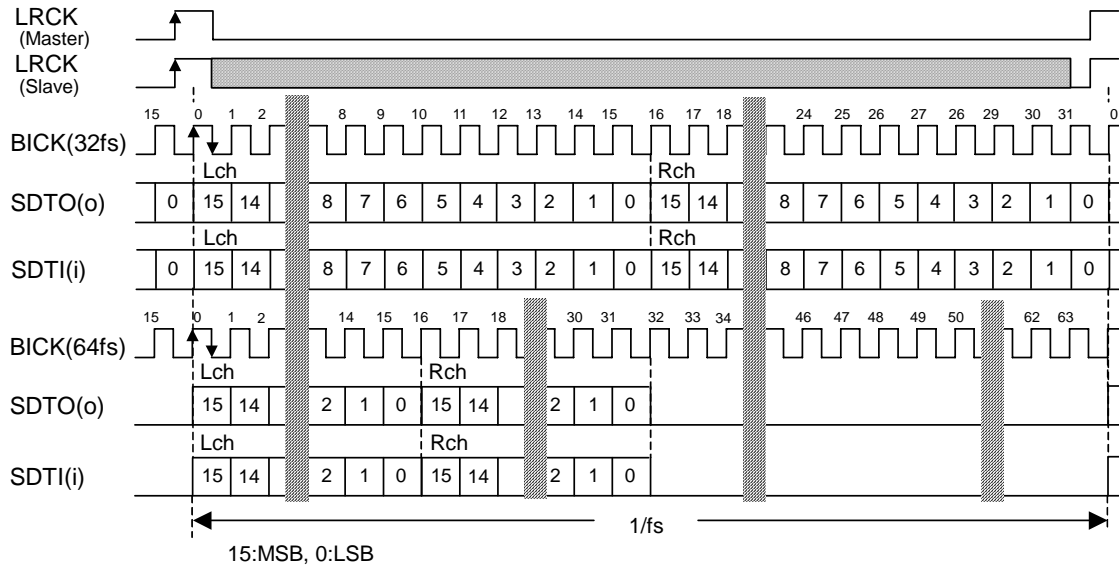 LRCK
(Master)
LRCK
(Slave)
15 0 1 2 8 9 10 11 12 13 14 15 16 17 18 24 25 26 27 26 29 30 31 0
BICK(32fs)
Lch Rch
SDTO(o) 0 15 14 8 7 6 5 4 3 2 1 0 15 14 8 7 6 5 4 3 2 1 0
Lch Rch
SDTI(i) 0 15 14 8 7 6 5 4 3 2 1 0 15 14 8 7 6 5 4 3 2 1 0
15 0 1 2 14 15 16 17 18 30 31 32 33 34 46 47 48 49 50 62 63
BICK(64fs)
Lch Rch
SDTO(o) 15 14 2 1 0 15 14 2 1 0
Lch Rch
SDTI(i) 15 14 2 1 0 15 14 2 1 0
1/fs
15:MSB, 0:LSB